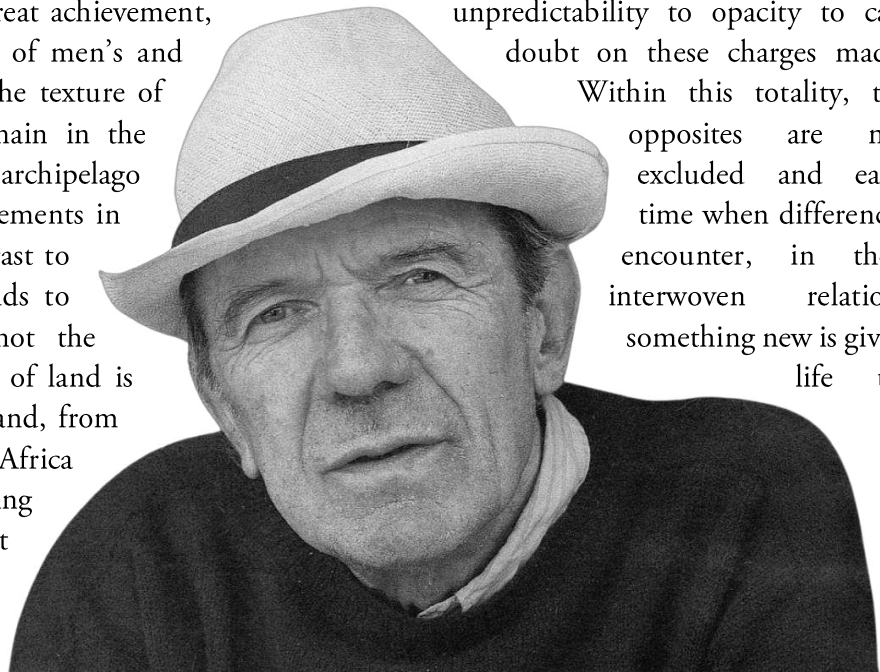 reat achievement,
of men’s and
he texture of
main in the
archipelago
ements in
ast to
ds to
not the
of land is
and, from
Africa
ng
t
unpredictability to opacity to ca
doubt on these charges mad
Within this totality, t
opposites are n
excluded and ea
time when differenc
encounter, in th
interwoven relatio
something new is giv
life